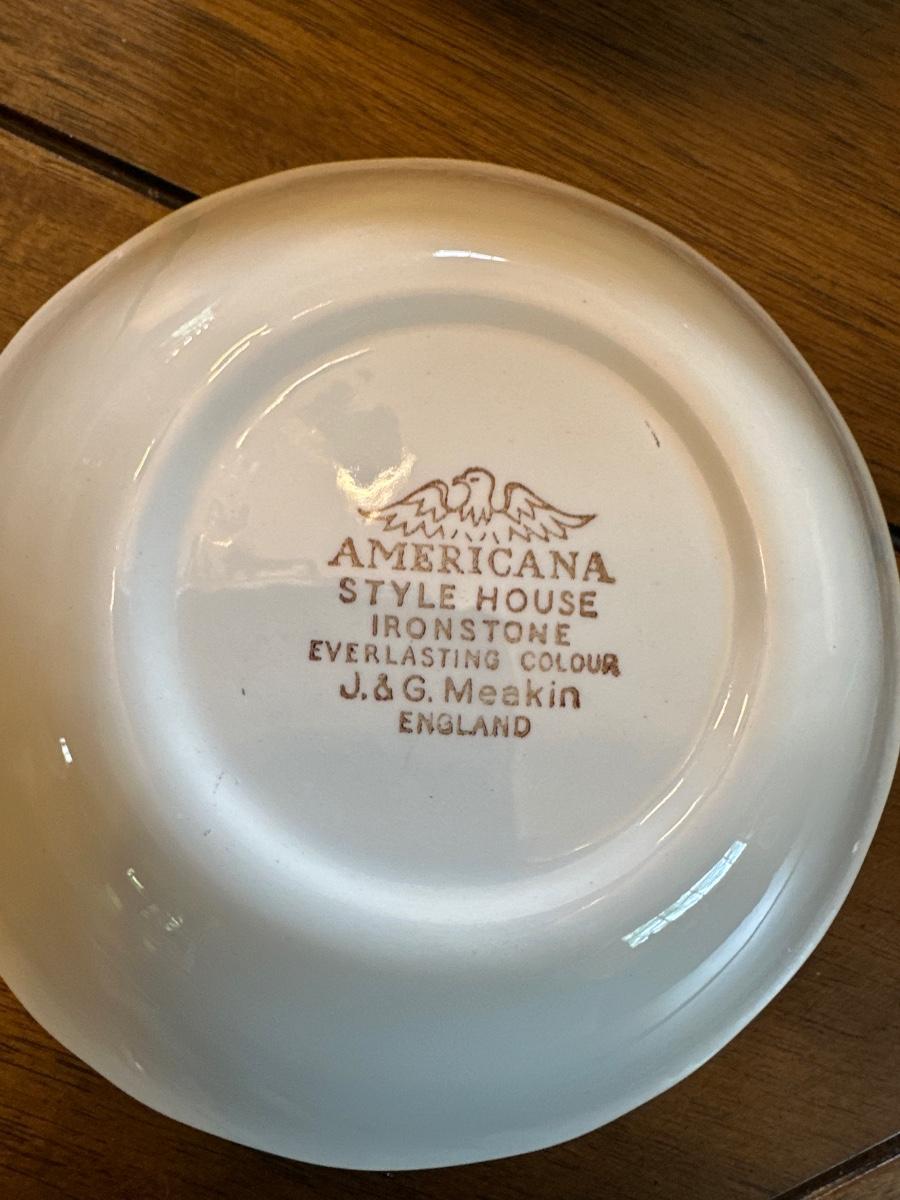 AMERICANA
STYLE HOUSE
IRONSTONE
EVERLASTING COLOUR
J. & G. Meakin
ENGLAND